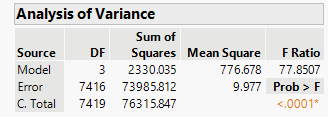 Analysis of Variance
Sum of
Source DF Squares Mean Square F Ratio
Model 3 2330.035 776.678 77.8507
Error 7416 73985.812 9.977 Prob > F
C. Total 7419 76315.847 <.0001*